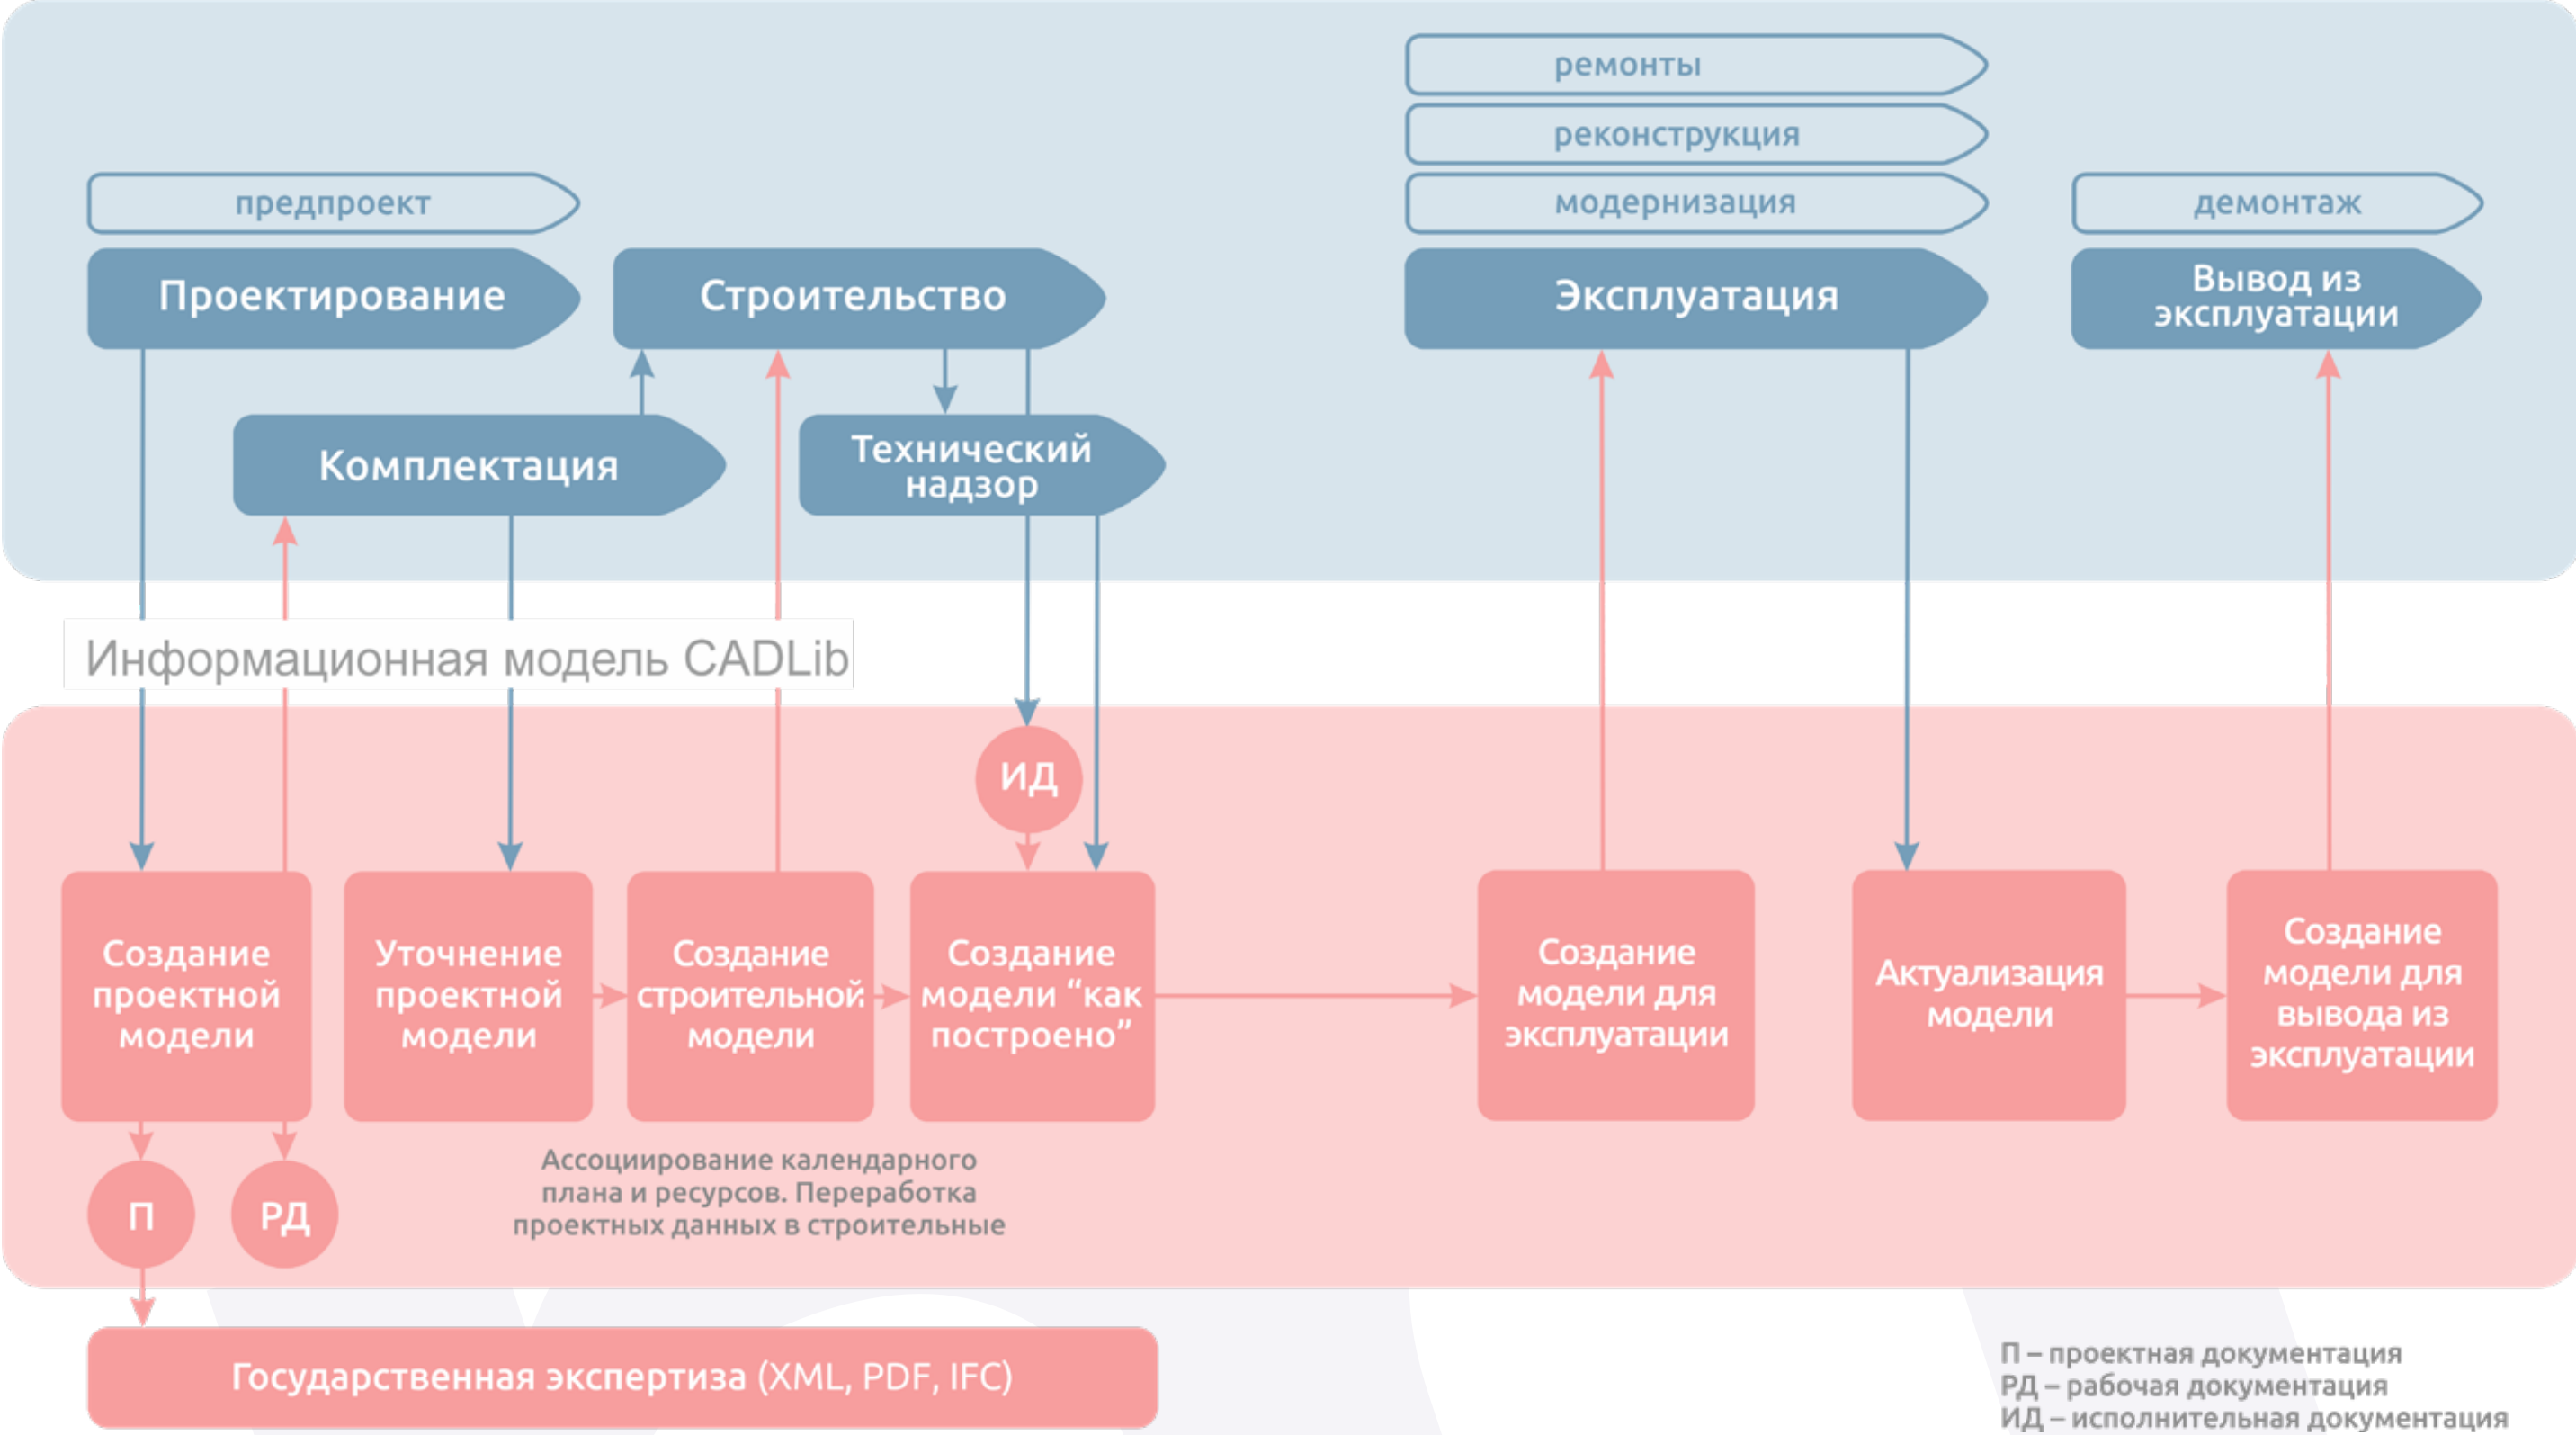 ремонты
реконструкция
предпроект
модернизация
демонтаж
Проектирование
Строительство
Эксплуатация
Вывод из
эксплуатации
Комплектация
Технический
надзор
Информационная модель CADLib
ИД
Создание
проектной
модели
Уточнение
проектной
модели
Создание
строительной
модели
Создание
модели “как
построено”
Создание
модели для
эксплуатации
Актуализация
модели
Создание
модели для
вывода из
эксплуатации
П
РД
Ассоциирование календарного
плана и ресурсов. Переработка
проектных данных в строительные
Государственная экспертиза (XML, PDF, IFC)
П – проектная документация
РД – рабочая документация
ИД – исполнительная документация